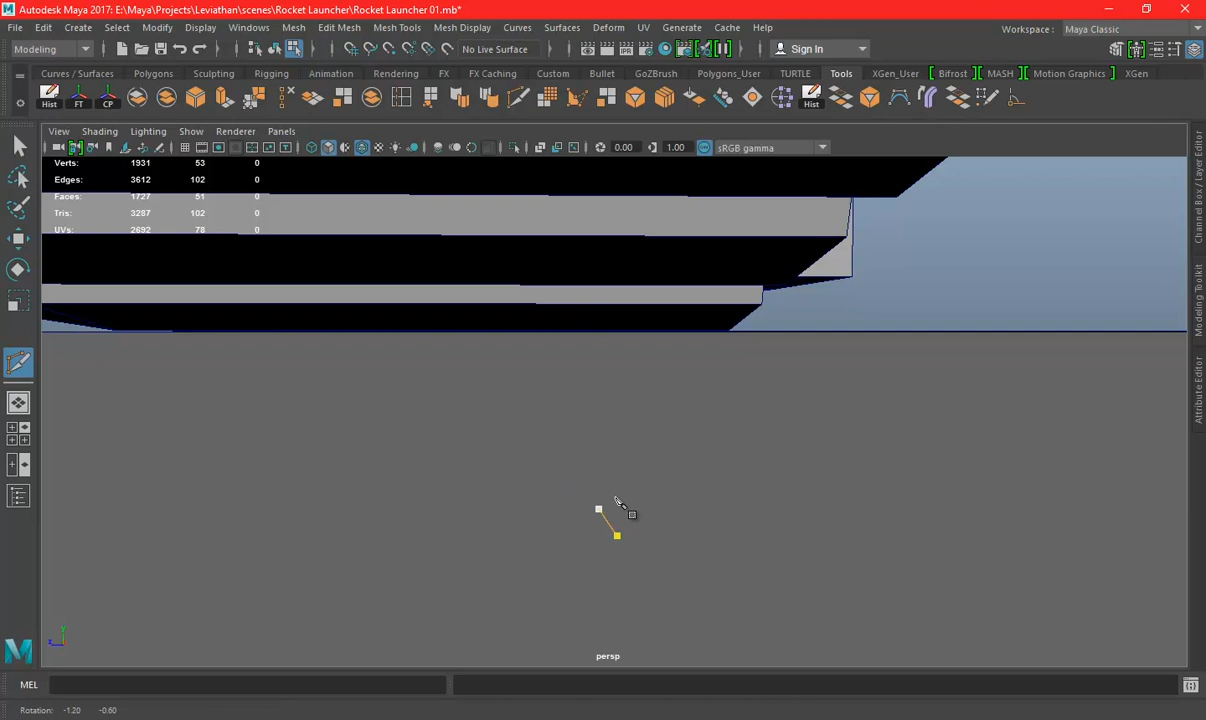 Autodesk Maya 2017: E:\Maya\Projects\Leviathan\scenes\Rocket Launcher\Rocket Launcher 01.mb*
File Edit Create Select Modify Display Windows Mesh Edit Mesh Mesh Tools Mesh Display Curves Surfaces Deform UV Generate Cache Help Workspace : Maya Classic
Modeling No Live Surface Sign In
Curves / Surfaces Polygons Sculpting Rigging Animation Rendering FX FX Caching Custom Bullet GoZBrush Polygons_User TURTLE Tools XGen_User Bifrost MASH Motion Graphics XGen
Hist FT CP Hist
View Shading Lighting Show Renderer Panels
0.00 1.00 sRGB gamma
Verts: 1931 53 0
Edges: 3612 102 0
Faces: 1727 51 0
Tris: 3287 102 0
UVs: 2692 78 0
Channel Box / Layer Editor
Modeling Toolkit
Attribute Editor
y
z
persp
M
MEL
Rotation: -1.20 -0.60